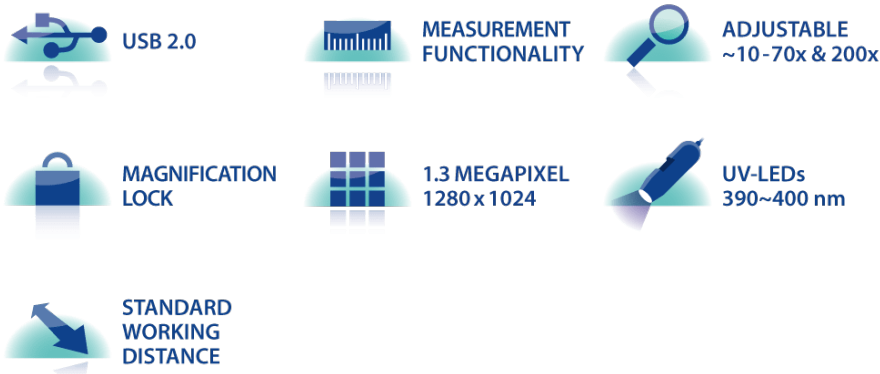 USB 2.0
MEASUREMENT
FUNCTIONALITY
ADJUSTABLE
~10-70x & 200x
MAGNIFICATION
LOCK
1.3 MEGAPIXEL
1280 x 1024
UV-LEDs
390~400 nm
STANDARD
WORKING
DISTANCE